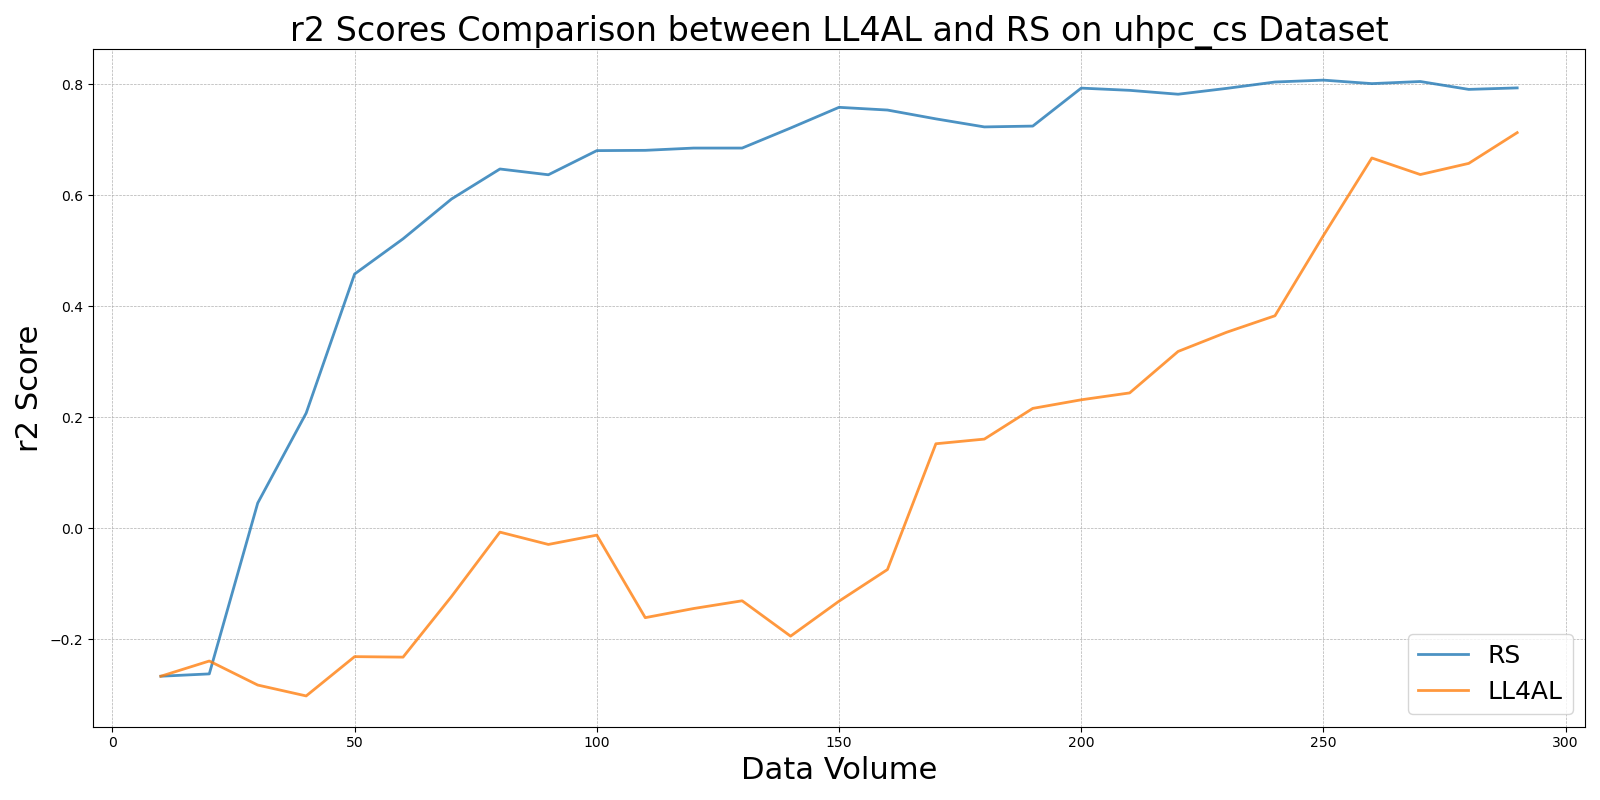 r2 Scores Comparison between LL4AL and RS on uhpc_cs Dataset
r2 Score
0.8
0.6
0.4
0.2
0.0
−0.2
0
50
100
150
200
250
300
Data Volume
RS
LL4AL